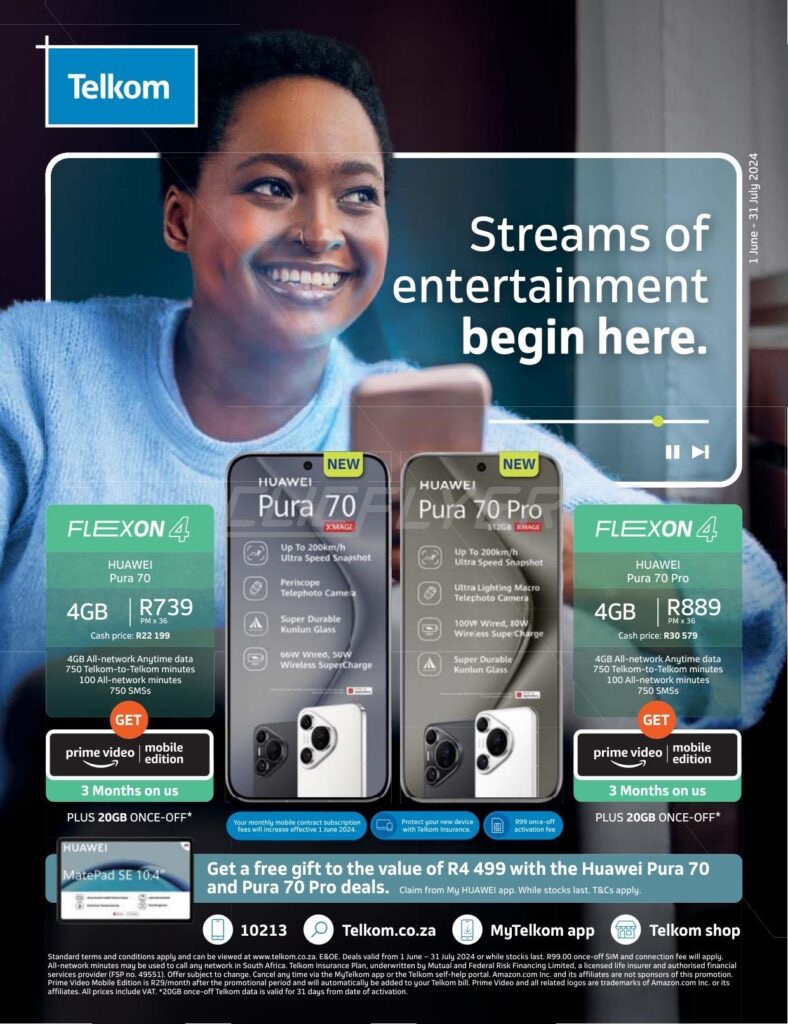 Telkom
1 June – 31 July 2024
Streams of
entertainment
begin here.
CLICFLYER
FLEXON 4
HUAWEI
Pura 70
4GB
R739
PM x 36
Cash price: R22 199
4GB All-network Anytime data
750 Telkom-to-Telkom minutes
100 All-network minutes
750 SMSs
GET
prime video | mobile
edition
3 Months on us
PLUS 20GB ONCE-OFF*
NEW
HUAWEI
Pura 70
XMAGE
Up To 200km/h
Ultra Speed Snapshot
Periscope
Telephoto Camera
Super Durable
Kunlun Glass
66W Wired, 50W
Wireless SuperCharge
NEW
HUAWEI
Pura 70 Pro
512GB XMAGE
Up To 200km/h
Ultra Speed Snapshot
Ultra Lighting Macro
Telephoto Camera
100W Wired, 80W
Wireless SuperCharge
Super Durable
Kunlun Glass
FLEXON 4
HUAWEI
Pura 70 Pro
4GB
R889
PM x 36
Cash price: R30 579
4GB All-network Anytime data
750 Telkom-to-Telkom minutes
100 All-network minutes
750 SMSs
GET
prime video | mobile
edition
3 Months on us
PLUS 20GB ONCE-OFF*
Your monthly mobile contract subscription
fees will increase effective 1 June 2024.
Protect your new device
with Telkom Insurance.
R99 once-off
activation fee
HUAWEI
MatePad SE 10.4"
Get a free gift to the value of R4 499 with the Huawei Pura 70
and Pura 70 Pro deals. Claim from My HUAWEI app. While stocks last. T&Cs apply.
10213
Telkom.co.za
MyTelkom app
Telkom shop
Standard terms and conditions apply and can be viewed at www.telkom.co.za. E&OE. Deals valid from 1 June – 31 July 2024 or while stocks last. R99.00 once-off SIM and connection fee will apply.
All-network minutes may be used to call any network in South Africa. Telkom Insurance Plan, underwritten by Mutual and Federal Risk Financing Limited, a licensed life insurer and authorised financial
services provider (FSP no. 49551). Offer subject to change. Cancel any time via the MyTelkom app or the Telkom self-help portal. Amazon.com Inc. and its affiliates are not sponsors of this promotion.
Prime Video Mobile Edition is R29/month after the promotional period and will automatically be added to your Telkom bill. Prime Video and all related logos are trademarks of Amazon.com Inc. or its
affiliates. All prices include VAT. *20GB once-off Telkom data is valid for 31 days from date of activation.